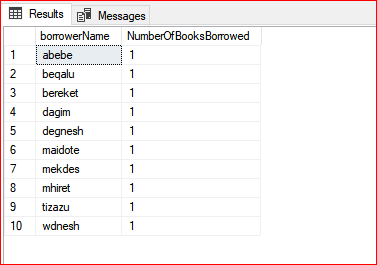 Results Messages
borrowerName NumberOfBooksBorrowed
1 abebe 1
2 beqalu 1
3 bereket 1
4 dagim 1
5 degnesh 1
6 maidote 1
7 mekdes 1
8 mhiret 1
9 tizazu 1
10 wdnesh 1